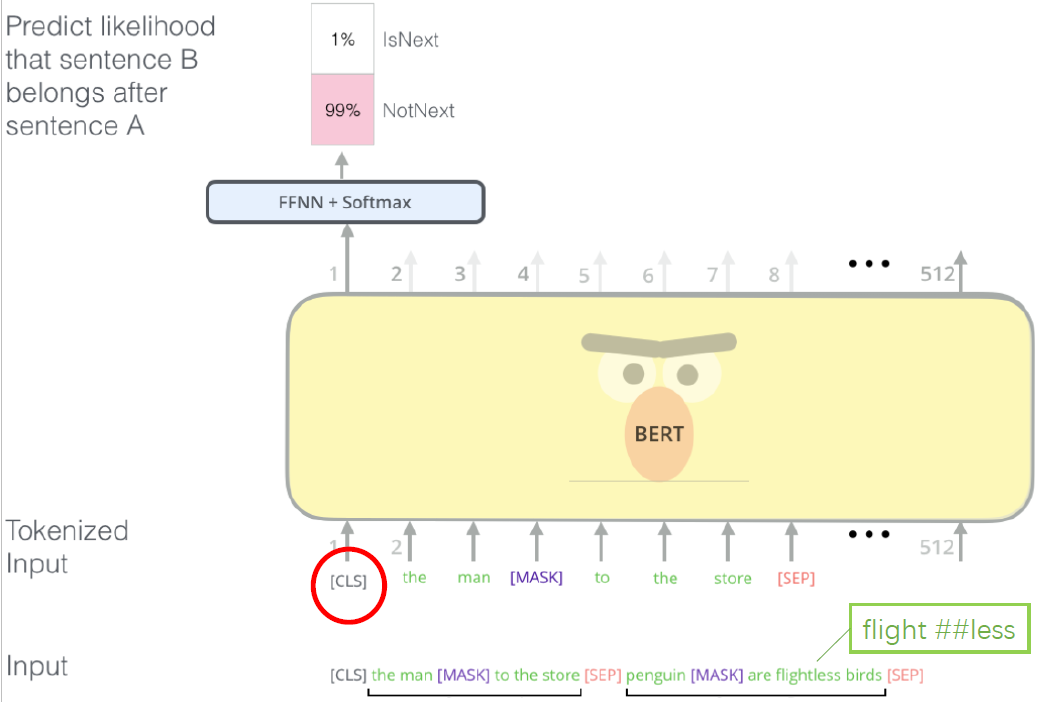 Predict likelihood
that sentence B
belongs after
sentence A
1% IsNext
99% NotNext
FFNN + Softmax
1 2 3 4 5 6 7 8 ••• 512
BERT
Tokenized
Input
1 2 ••• 512
[CLS] the man [MASK] to the store [SEP]
flight ##less
Input
[CLS] the man [MASK] to the store [SEP] penguin [MASK] are flightless birds [SEP]